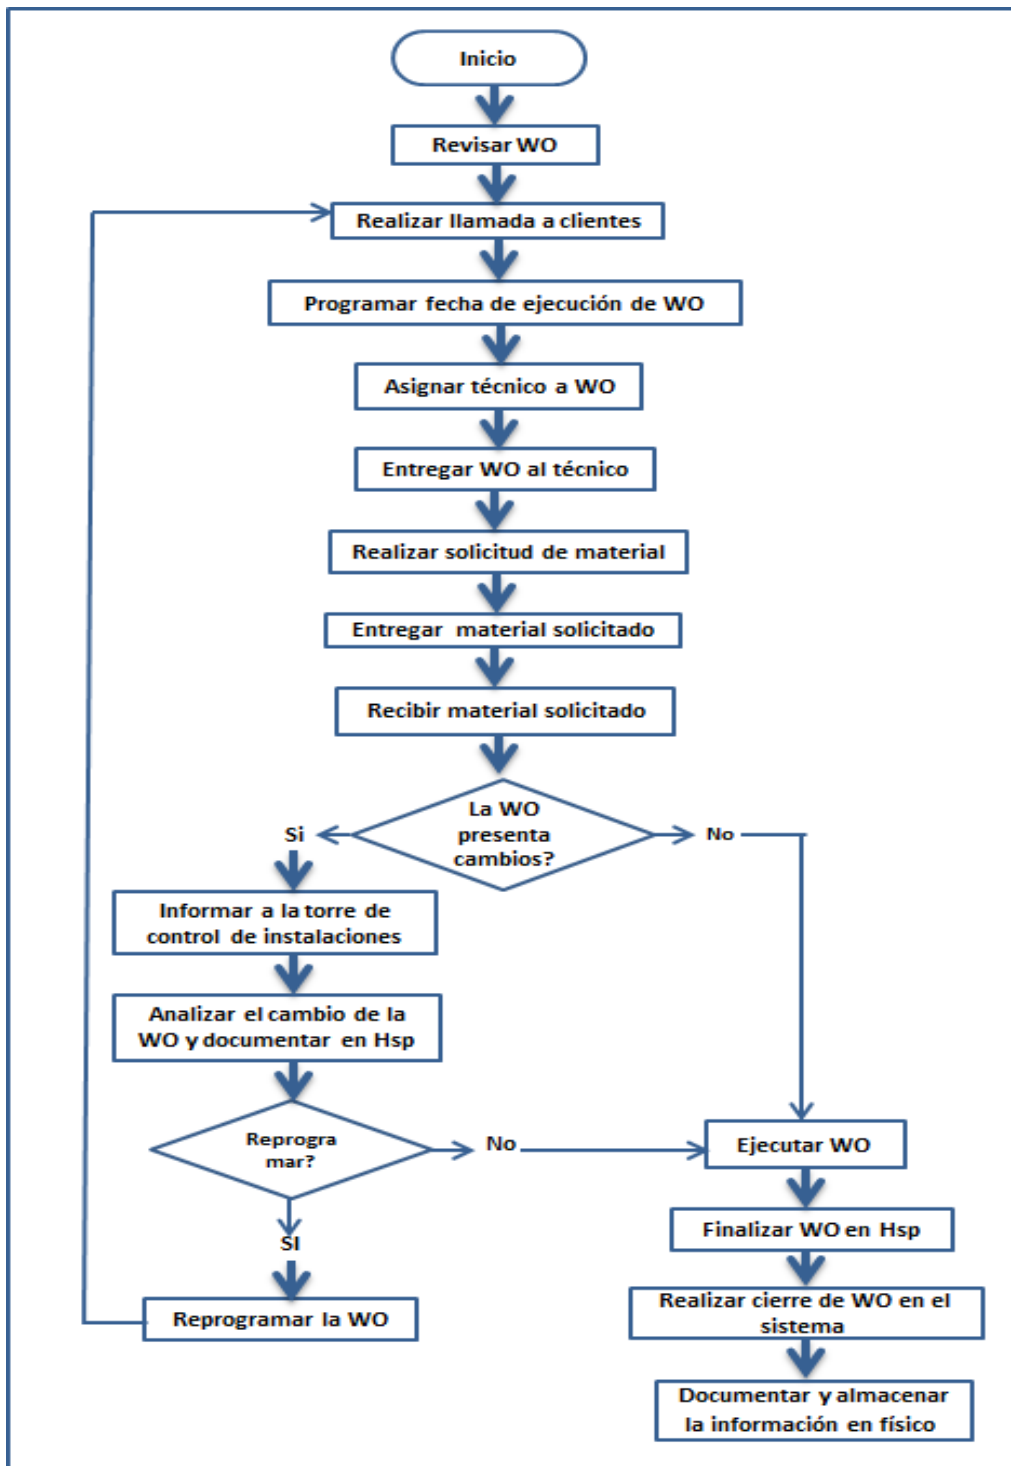 Inicio
Revisar WO
Realizar llamada a clientes
Programar fecha de ejecución de WO
Asignar técnico a WO
Entregar WO al técnico
Realizar solicitud de material
Entregar material solicitado
Recibir material solicitado
La WO
presenta
cambios?
Si
No
Informar a la torre de
control de instalaciones
Analizar el cambio de la
WO y documentar en Hsp
Reprogra
mar?
No
Ejecutar WO
SI
Finalizar WO en Hsp
Reprogramar la WO
Realizar cierre de WO en el
sistema
Documentar y almacenar
la información en físico